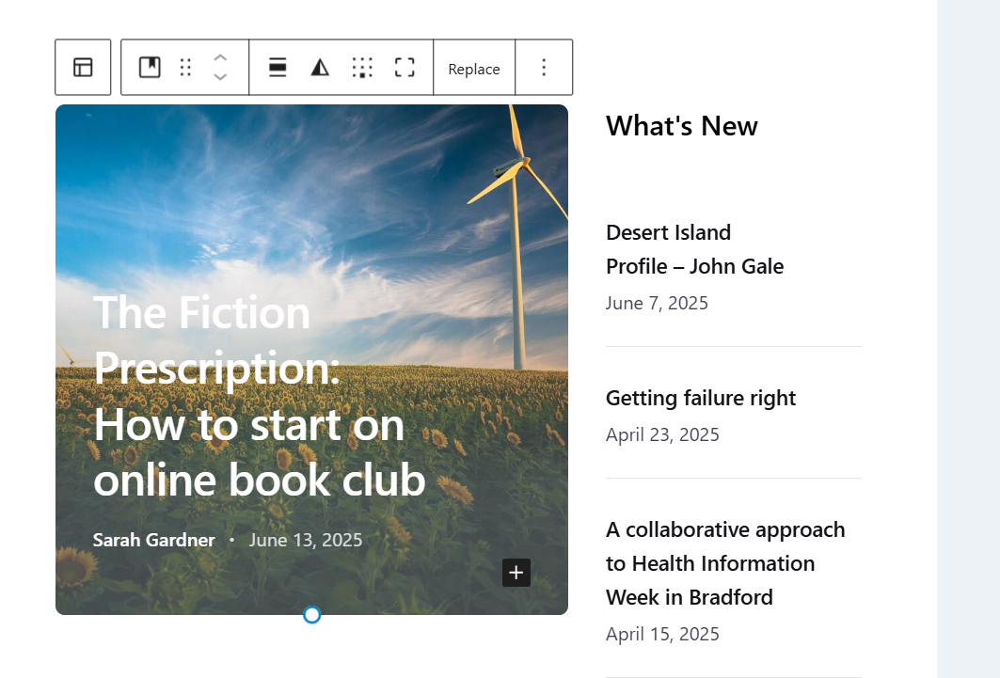 Replace
The Fiction
Prescription:
How to start on
online book club
Sarah Gardner • June 13, 2025
What's New
Desert Island
Profile – John Gale
June 7, 2025
Getting failure right
April 23, 2025
A collaborative approach
to Health Information
Week in Bradford
April 15, 2025